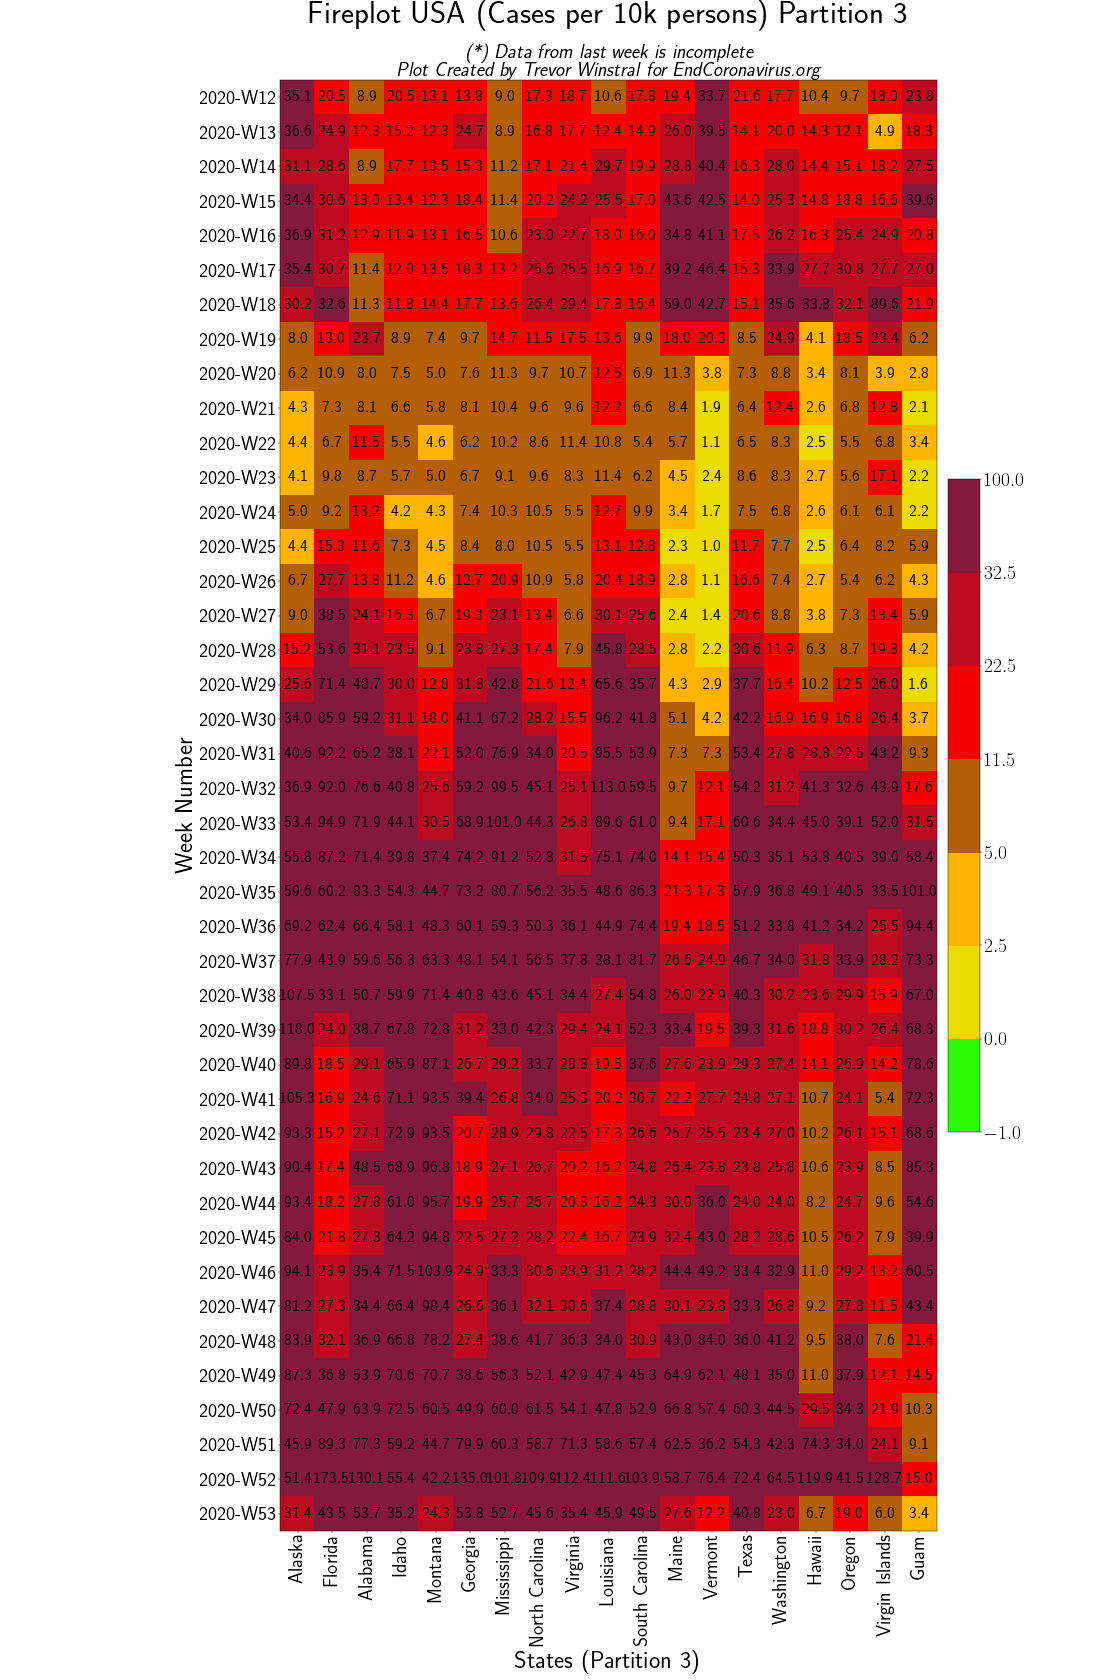 Fireplot USA (Cases per 10k persons) Partition 3
(*) Data from last week is incomplete
Plot Created by Trevor Winstral for EndCoronavirus.org
2020-W12 35.1 20.5 8.9 20.5 13.1 13.8 9.0 17.3 18.7 10.6 17.8 19.4 33.7 21.6 17.7 10.4 9.7 18.0 23.8
2020-W13 36.6 24.9 12.3 15.2 12.3 24.7 8.9 16.8 17.7 12.4 14.9 26.0 39.5 14.1 20.0 14.3 12.1 4.9 18.3
2020-W14 31.1 28.6 8.9 17.7 13.5 15.3 11.2 17.1 21.4 29.7 19.9 28.8 40.4 16.3 28.0 14.4 15.1 18.2 27.5
2020-W15 34.4 30.6 13.0 13.4 12.3 18.4 11.4 20.2 24.2 25.5 17.0 43.6 42.5 14.0 25.3 14.8 18.8 16.6 39.6
2020-W16 36.9 31.2 12.9 11.9 13.1 16.5 10.6 23.0 22.7 18.0 16.0 34.8 41.1 17.5 26.2 16.3 25.4 24.9 20.8
2020-W17 35.4 30.7 11.4 12.0 13.5 18.3 13.2 25.6 25.5 16.9 16.7 39.2 46.4 15.3 33.9 27.7 30.8 27.7 27.0
2020-W18 30.2 32.6 11.3 11.8 14.4 17.7 13.6 26.4 29.4 17.8 16.4 59.0 42.7 15.1 35.6 33.8 32.1 89.6 21.9
2020-W19 8.0 13.0 23.7 8.9 7.4 9.7 14.7 11.5 17.5 13.6 9.9 18.0 20.3 8.5 24.9 4.1 18.5 23.4 6.2
2020-W20 6.2 10.9 8.0 7.5 5.0 7.6 11.3 9.7 10.7 12.5 6.9 11.3 3.8 7.3 8.8 3.4 8.1 3.9 2.8
2020-W21 4.3 7.3 8.1 6.6 5.8 8.1 10.4 9.6 9.6 12.2 6.6 8.4 1.9 6.4 12.4 2.6 6.8 12.8 2.1
2020-W22 4.4 6.7 11.5 5.5 4.6 6.2 10.2 8.6 11.4 10.8 5.4 5.7 1.1 6.5 8.3 2.5 5.5 6.8 3.4
2020-W23 4.1 9.8 8.7 5.7 5.0 6.7 9.1 9.6 8.3 11.4 6.2 4.5 2.4 8.6 8.3 2.7 5.6 17.1 2.2
2020-W24 5.0 9.2 13.2 4.2 4.3 7.4 10.3 10.5 5.5 12.7 9.9 3.4 1.7 7.5 6.8 2.6 6.1 6.1 2.2
2020-W25 4.4 15.3 11.6 7.3 4.5 8.4 8.0 10.5 5.5 13.1 12.8 2.3 1.0 11.7 7.7 2.5 6.4 8.2 5.9
2020-W26 6.7 27.7 13.8 11.2 4.6 12.7 20.9 10.9 5.8 20.4 18.9 2.8 1.1 16.6 7.4 2.7 5.4 6.2 4.3
2020-W27 9.0 38.5 24.1 16.3 6.7 19.3 23.1 13.4 6.6 30.1 25.6 2.4 1.4 20.6 8.8 3.8 7.3 13.4 5.9
2020-W28 15.2 53.6 31.1 23.5 9.1 23.8 27.3 17.4 7.9 45.8 28.5 2.8 2.2 30.6 11.9 6.3 8.7 19.8 4.2
2020-W29 25.6 71.4 48.7 30.0 12.8 31.8 42.8 21.6 12.4 65.6 35.7 4.3 2.9 37.7 16.4 10.2 12.5 26.0 1.6
2020-W30 34.0 85.9 59.2 31.1 18.0 41.1 67.2 28.2 15.5 96.2 41.8 5.1 4.2 42.2 16.9 16.9 16.8 26.4 3.7
2020-W31 40.6 92.2 65.2 38.1 22.1 52.0 76.9 34.0 20.5 95.5 53.9 7.3 7.3 53.4 27.8 28.8 22.5 43.2 9.3
2020-W32 36.9 92.0 76.6 40.8 25.6 59.2 99.5 45.1 25.1 113.0 59.5 9.7 12.1 54.2 31.2 41.3 32.6 43.9 17.6
2020-W33 53.4 94.9 71.9 44.1 30.5 68.9 101.0 44.3 26.8 89.6 61.0 9.4 17.1 60.6 34.4 45.0 39.1 52.0 31.5
2020-W34 55.8 87.2 71.4 39.8 37.4 74.2 91.2 52.8 31.5 75.1 74.0 14.1 15.4 50.3 35.1 53.8 40.5 39.0 58.4
2020-W35 59.6 60.2 83.3 54.3 44.7 73.2 80.7 56.2 35.5 48.6 86.3 21.3 17.3 57.9 36.8 49.1 40.5 33.5 101.0
2020-W36 69.2 62.4 66.4 58.1 48.3 60.1 59.3 50.3 36.1 44.9 74.4 19.4 18.5 51.2 33.8 41.2 34.2 25.5 94.4
2020-W37 77.9 43.9 59.6 56.3 63.3 48.1 54.1 56.5 37.8 38.1 81.7 26.6 24.9 46.7 34.0 31.8 33.9 28.2 73.3
2020-W38 107.5 33.1 50.7 59.9 71.4 40.8 43.6 45.1 34.4 27.4 54.8 26.0 22.9 40.3 30.2 23.6 29.9 15.9 67.0
2020-W39 118.0 24.0 38.7 67.8 72.8 31.2 33.0 42.3 29.4 24.1 52.3 33.4 19.5 39.3 31.6 18.8 30.2 26.4 68.3
2020-W40 89.8 18.5 29.1 65.9 87.1 26.7 29.2 33.7 28.8 19.5 37.6 27.6 23.9 29.3 27.4 14.1 26.9 14.2 78.6
2020-W41 105.3 16.9 24.6 71.1 93.5 39.4 26.8 34.0 25.3 20.2 30.7 22.2 27.7 24.8 27.1 10.7 24.1 5.4 72.3
2020-W42 93.3 15.2 27.1 72.9 93.5 20.7 28.9 29.8 22.5 17.3 26.6 25.7 25.5 23.4 27.0 10.2 26.1 15.1 68.6
2020-W43 90.4 17.4 48.5 68.9 96.8 18.9 27.1 26.7 20.2 16.2 24.8 26.4 23.8 23.8 25.8 10.6 23.9 8.5 85.3
2020-W44 93.4 18.2 27.8 61.0 95.7 19.9 25.7 26.7 20.8 16.2 24.3 30.0 36.0 24.0 24.0 8.2 24.7 9.6 54.6
2020-W45 84.0 21.8 27.3 64.2 94.8 22.5 27.2 28.2 22.4 16.7 23.9 32.4 43.0 28.2 28.6 10.5 26.2 7.9 39.9
2020-W46 94.1 23.9 35.4 71.5 103.9 24.9 33.3 30.6 23.9 31.2 28.2 44.4 49.2 33.4 32.9 11.0 29.2 13.2 60.5
2020-W47 81.2 27.3 34.4 66.4 98.4 26.6 36.1 32.1 30.6 37.4 28.8 30.1 23.8 33.3 26.8 9.2 27.8 11.5 43.4
2020-W48 83.9 32.1 36.9 66.8 78.2 27.4 38.6 41.7 36.3 34.0 30.9 43.0 84.0 36.0 41.2 9.5 38.0 7.6 21.4
2020-W49 87.3 36.8 53.9 70.6 70.7 38.6 56.3 52.1 42.9 47.4 45.3 64.9 62.1 48.1 35.0 11.0 37.9 12.1 14.5
2020-W50 72.4 47.9 63.9 72.5 60.5 49.9 60.0 61.5 54.1 47.8 52.9 66.8 57.4 60.3 44.5 29.5 34.3 21.9 10.3
2020-W51 45.9 89.3 77.3 59.2 44.7 79.9 60.3 58.7 71.3 58.6 57.4 62.5 36.2 54.3 42.3 74.3 34.0 24.1 9.1
2020-W52 51.4 173.5 130.1 55.4 42.2 135.0 101.8 109.9 112.4 111.6 103.9 58.7 76.4 72.4 64.5 119.9 41.5 128.7 15.0
2020-W53 31.4 43.5 53.7 35.2 24.3 53.8 52.7 45.6 35.4 45.9 49.5 27.6 12.2 40.8 23.0 6.7 19.0 6.0 3.4
Week Number
Alaska Florida Alabama Idaho Montana Georgia Mississippi North Carolina Virginia Louisiana South Carolina Maine Vermont Texas Washington Hawaii Oregon Virgin Islands Guam
States (Partition 3)
100.0
32.5
22.5
11.5
5.0
2.5
0.0
−1.0